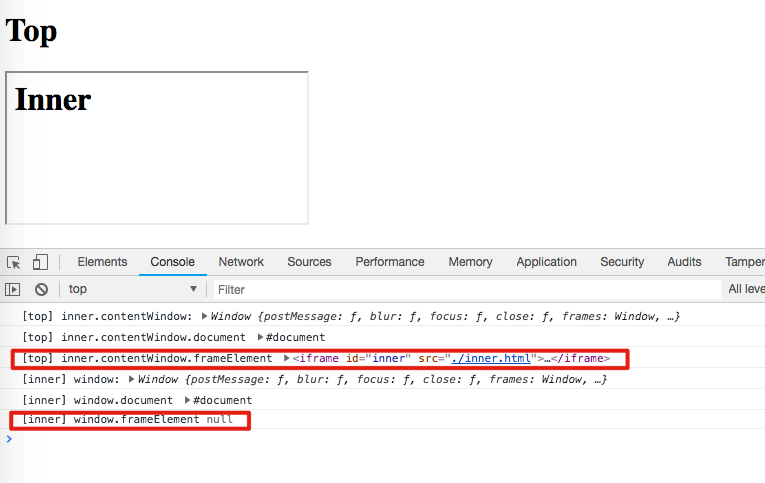 Top
Inner
Elements Console Network Sources Performance Memory Application Security Audits Tamper
top ▼ Filter All leve
[top] inner.contentWindow: ▶Window {postMessage: ƒ, blur: ƒ, focus: ƒ, close: ƒ, frames: Window, …}
[top] inner.contentWindow.document ▶#document
[top] inner.contentWindow.frameElement ▶<iframe id="inner" src="./inner.html">…</iframe>
[inner] window: ▶Window {postMessage: ƒ, blur: ƒ, focus: ƒ, close: ƒ, frames: Window, …}
[inner] window.document ▶#document
[inner] window.frameElement null